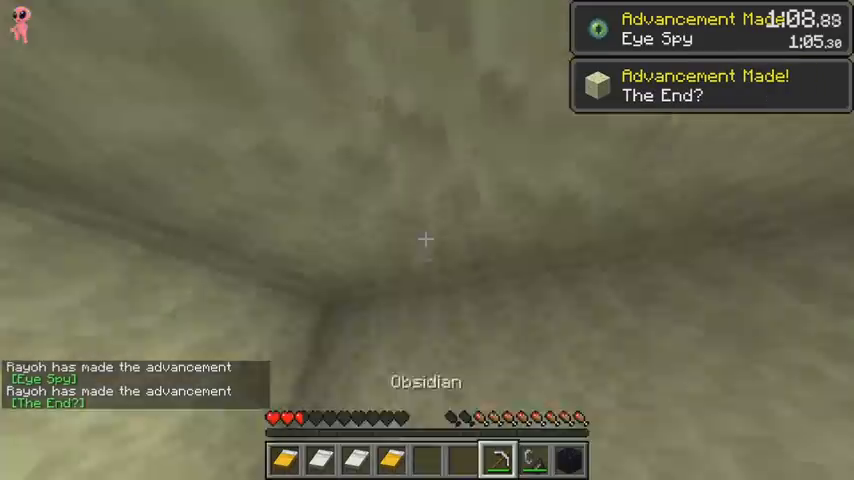 Advancement Made!
Eye Spy
1:08.88
1:05.30
Advancement Made!
The End?
Rayoh has made the advancement
[Eye Spy]
Rayoh has made the advancement
[The End?]
Obsidian